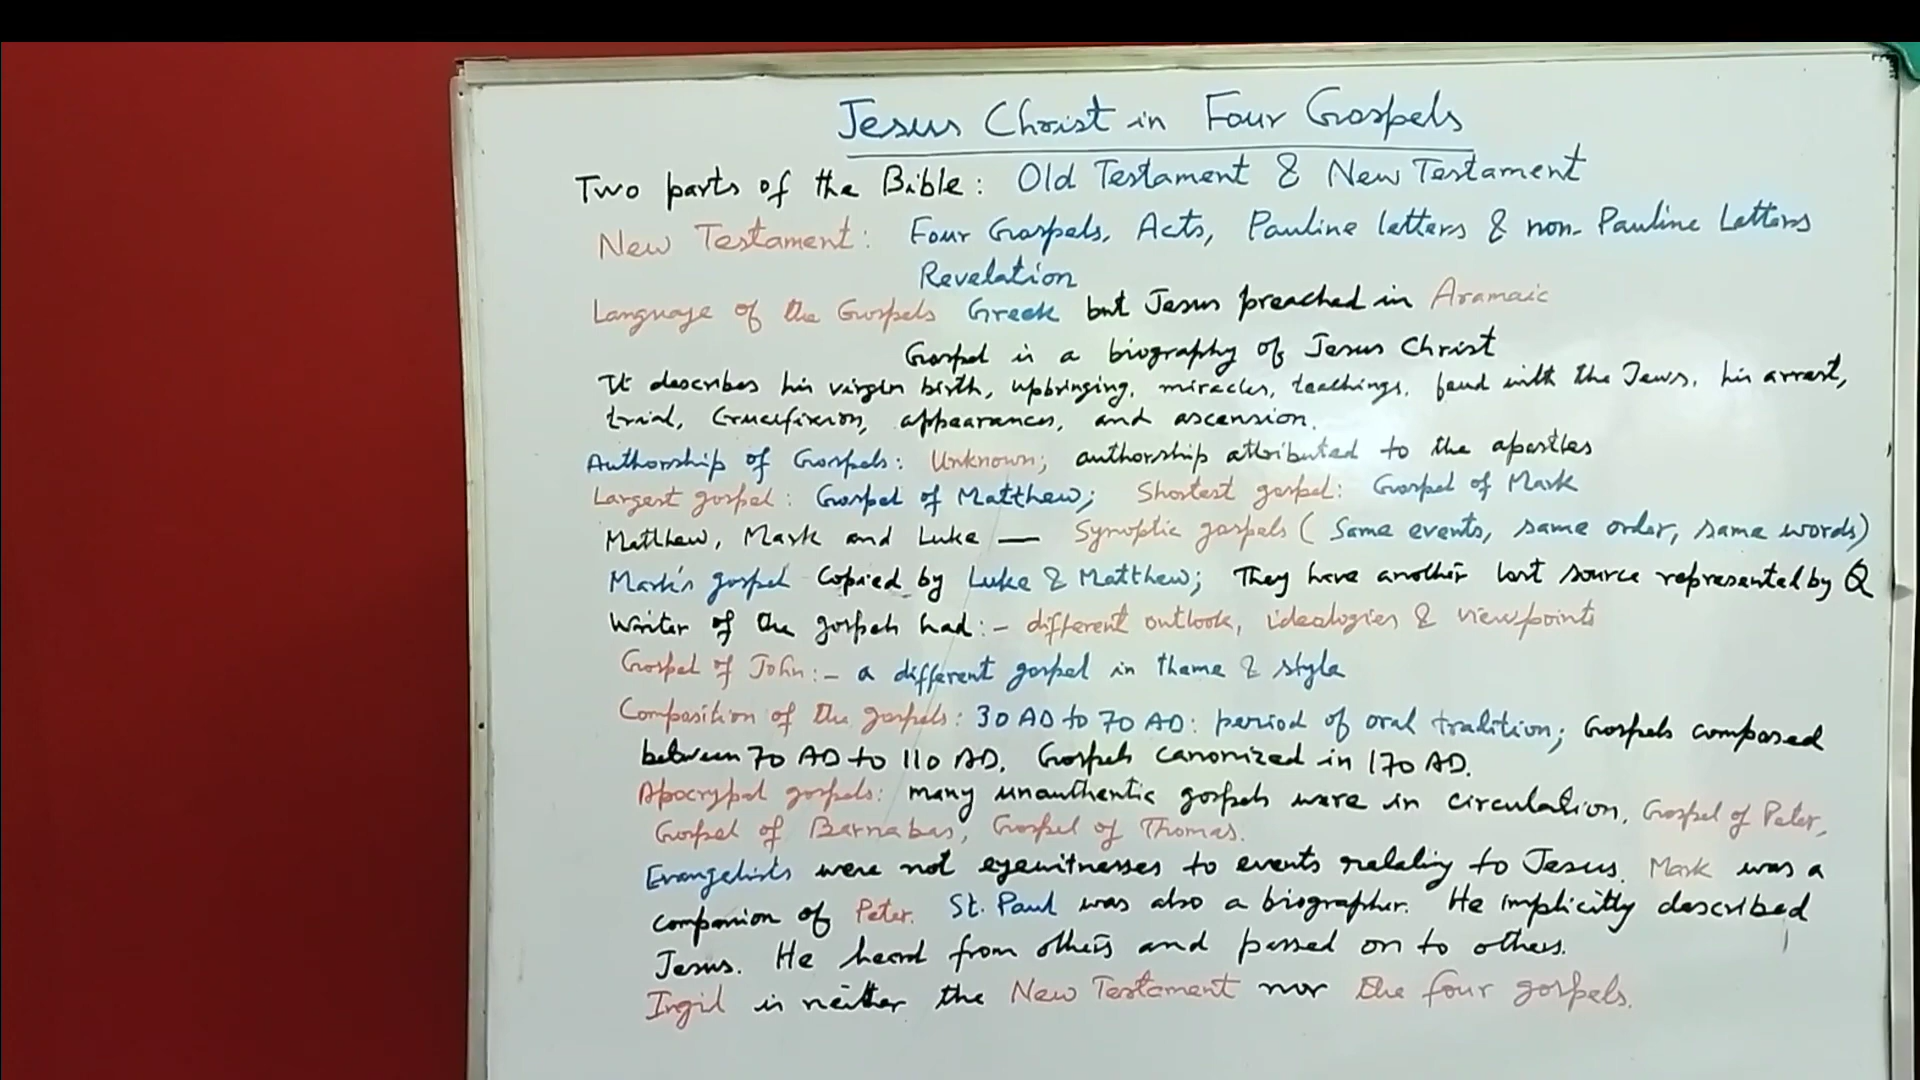 Jesus Christ in Four Gospels
Two parts of the Bible: Old Testament & New Testament
New Testament: Four Gospels, Acts, Pauline letters & non-Pauline Letters
Revelation
Language of the Gospels Greek but Jesus preached in Aramaic
Gospel is a biography of Jesus Christ
It describes his virgin birth, upbringing, miracles, teachings, feud with the Jews, his arrest,
trial, Crucifixion, appearances, and ascension.
Authorship of Gospels: Unknown; authorship attributed to the apostles
Largest gospel: Gospel of Matthew; Shortest gospel: Gospel of Mark
Matthew, Mark and Luke — Synoptic gospels (Same events, same order, same words)
Mark's gospel Copied by Luke & Matthew; They have another lost source represented by Q
Writer of the gospels had:- different outlook, ideologies & viewpoints
Gospel of John:- a different gospel in theme & style
Composition of the gospels: 30 AD to 70 AD: period of oral tradition; Gospels composed
between 70 AD to 110 AD. Gospels canonized in 170 AD.
Apocrypal gospels: many unauthentic gospels were in circulation. Gospel of Peter,
Gospel of Barnabas, Gospel of Thomas.
Evangelists were not eyewitnesses to events relating to Jesus. Mark was a
companion of Peter. St. Paul was also a biographer. He implicitly described
Jesus. He heard from others and passed on to others.
Ingil is neither the New Testament nor the four gospels.